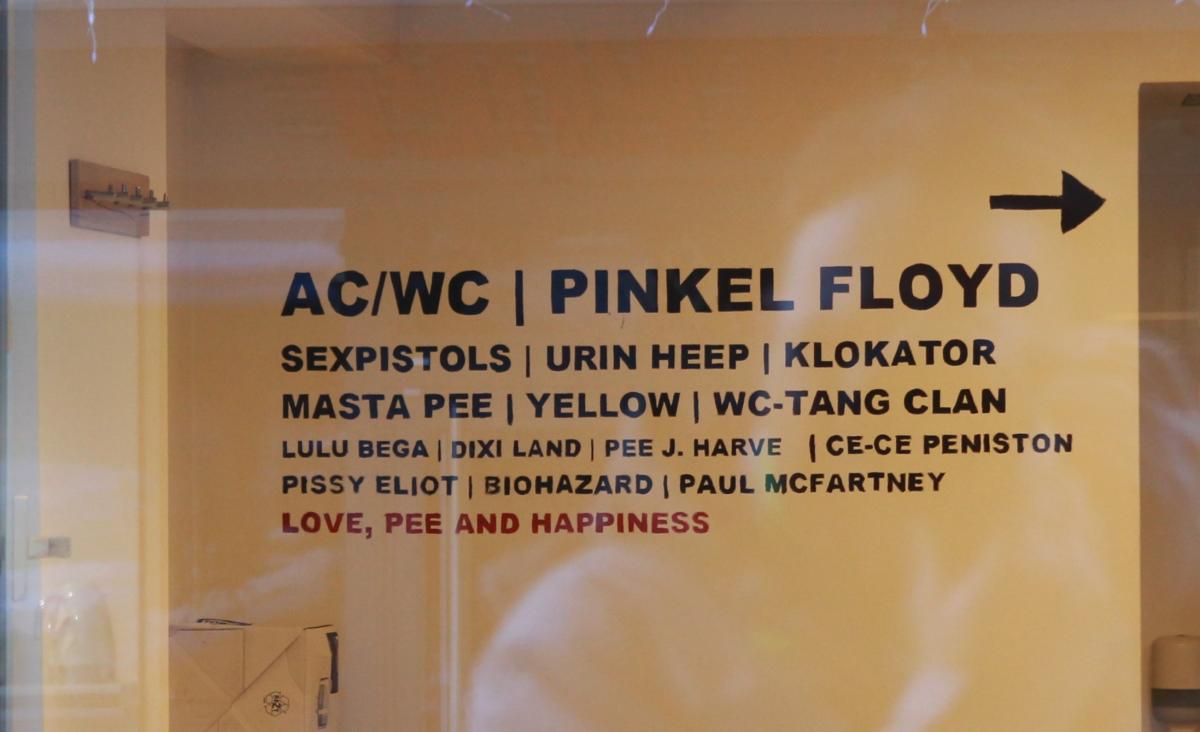 AC/WC | PINKEL FLOYD
SEXPISTOLS | URIN HEEP | KLOKATOR
MASTA PEE | YELLOW | WC-TANG CLAN
LULU BEGA | DIXI LAND | PEE J. HARVE | CE-CE PENISTON
PISSY ELIOT | BIOHAZARD | PAUL MCFARTNEY
LOVE, PEE AND HAPPINESS